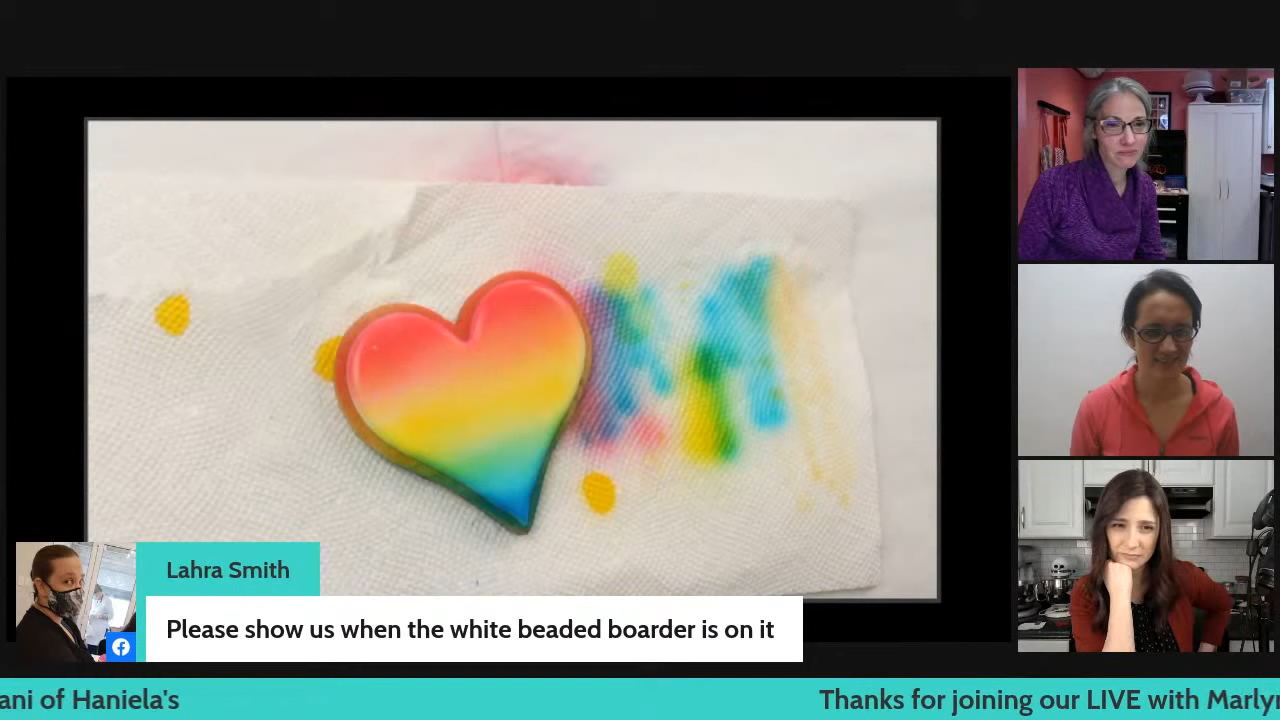 Lahra Smith
Please show us when the white beaded boarder is on it
ani of Haniela's
Thanks for joining our LIVE with Marlyn